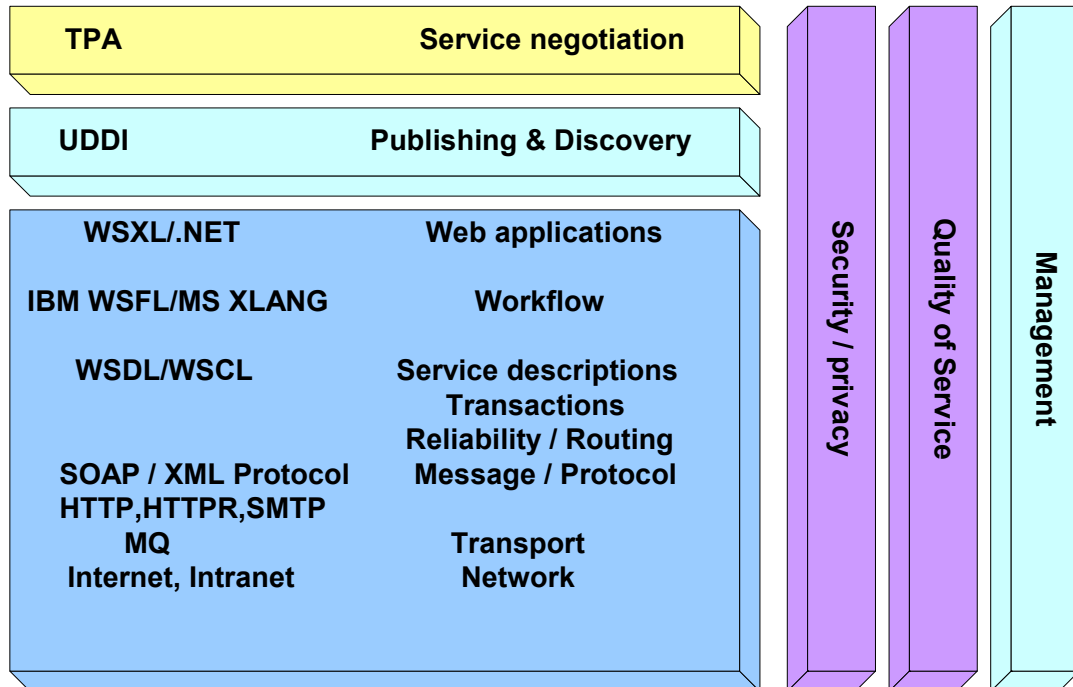 TPA Service negotiation
UDDI Publishing & Discovery
WSXL/.NET Web applications
IBM WSFL/MS XLANG Workflow
WSDL/WSCL Service descriptions
Transactions
Reliability / Routing
SOAP / XML Protocol Message / Protocol
HTTP,HTTPR,SMTP
MQ Transport
Internet, Intranet Network
Security / privacy
Quality of Service
Management